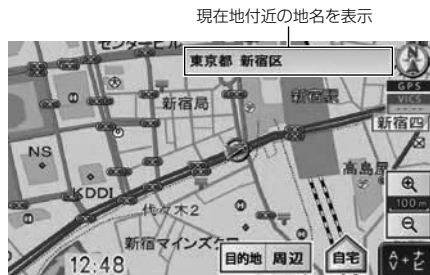 現在地付近の地名を表示
センタービル
東京都 新宿区
GPS
VICS
新宿局
新宿駅
新宿四
NS
高島屋
KDDI
代々木2
100m
新宿マインズタワー
12:48
目的地
周辺
自宅